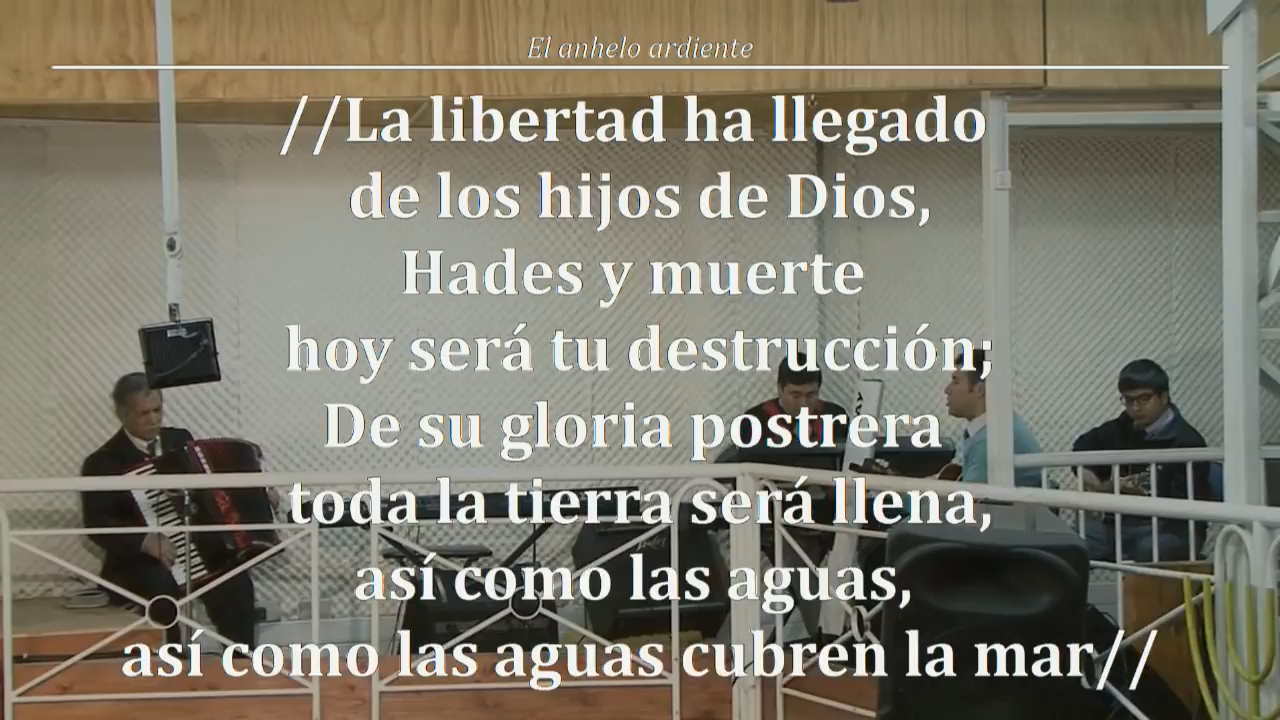 El anhelo ardiente
//La libertad ha llegado
de los hijos de Dios,
Hades y muerte
hoy será tu destrucción;
De su gloria postrera
toda la tierra será llena,
así como las aguas,
así como las aguas cubren la mar//